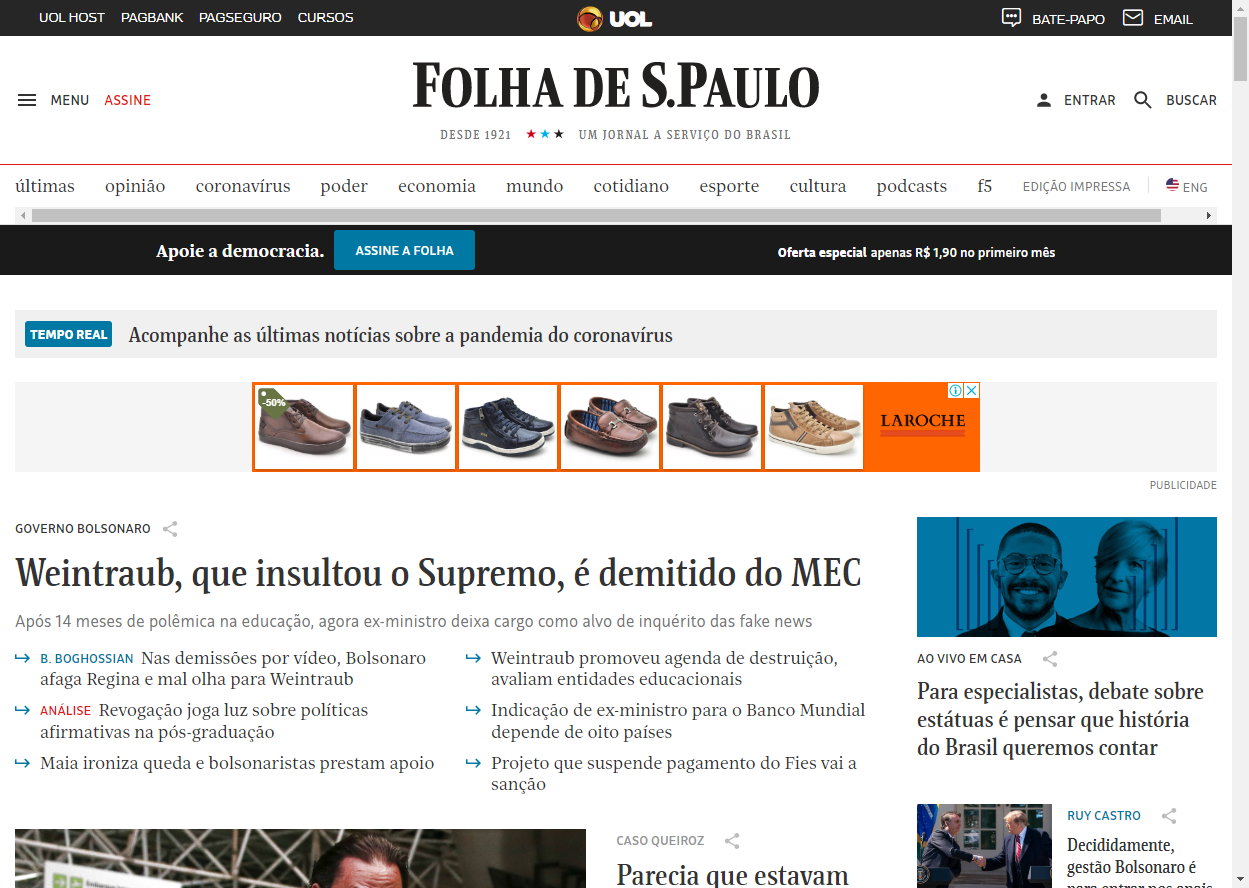 UOL HOST PAGBANK PAGSEGURO CURSOS
UOL
BATE-PAPO EMAIL
MENU ASSINE
FOLHA DE S.PAULO
DESDE 1921 ★★★ UM JORNAL A SERVIÇO DO BRASIL
ENTRAR BUSCAR
últimas opinião coronavírus poder economia mundo cotidiano esporte cultura podcasts f5 EDIÇÃO IMPRESSA ENG
Apoie a democracia. ASSINE A FOLHA Oferta especial apenas R$ 1,90 no primeiro mês
TEMPO REAL Acompanhe as últimas notícias sobre a pandemia do coronavírus
-50%
LAROCHE
PUBLICIDADE
GOVERNO BOLSONARO
Weintraub, que insultou o Supremo, é demitido do MEC
Após 14 meses de polêmica na educação, agora ex-ministro deixa cargo como alvo de inquérito das fake news
B. BOGHOSSIAN Nas demissões por vídeo, Bolsonaro
afaga Regina e mal olha para Weintraub
ANÁLISE Revogação joga luz sobre políticas
afirmativas na pós-graduação
Maia ironiza queda e bolsonaristas prestam apoio
Weintraub promoveu agenda de destruição,
avaliam entidades educacionais
Indicação de ex-ministro para o Banco Mundial
depende de oito países
Projeto que suspende pagamento do Fies vai a
sanção
AO VIVO EM CASA
Para especialistas, debate sobre
estátuas é pensar que história
do Brasil queremos contar
CASO QUEIROZ
Parecia que estavam
RUY CASTRO
Decididamente,
gestão Bolsonaro é
para entrar nos anais